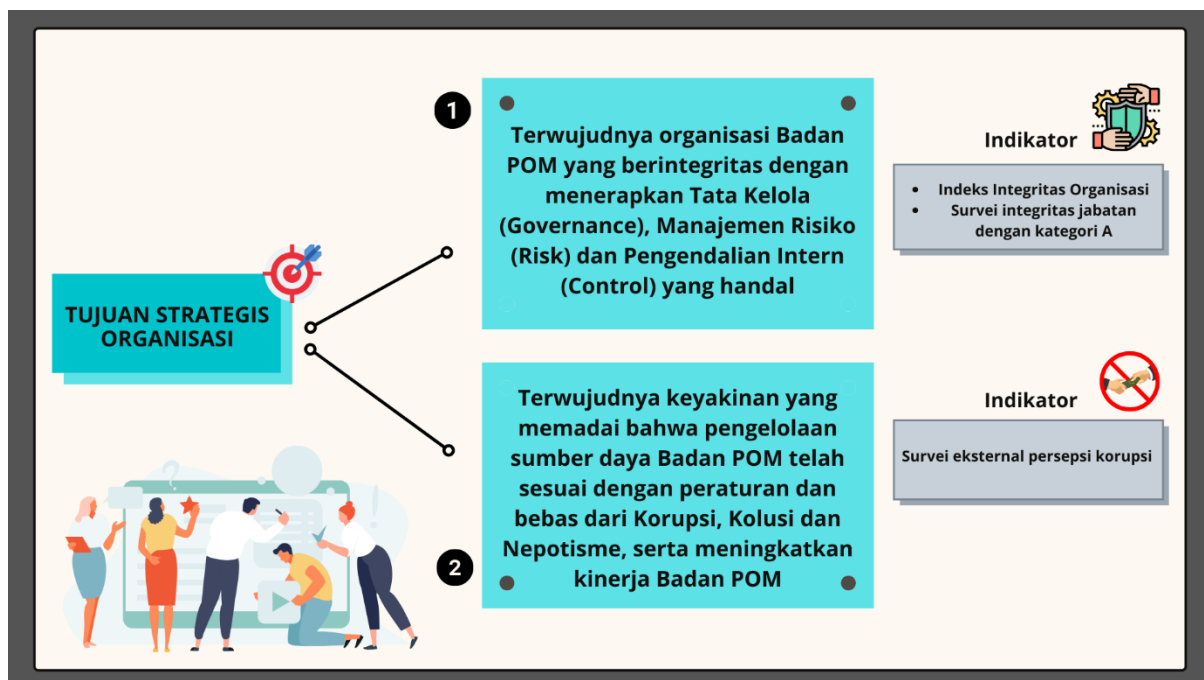 TUJUAN STRATEGIS
ORGANISASI
1
Terwujudnya organisasi Badan
POM yang berintegritas dengan
menerapkan Tata Kelola
(Governance), Manajemen Risiko
(Risk) dan Pengendalian Intern
(Control) yang handal
Indikator
• Indeks Integritas Organisasi
• Survei integritas jabatan
dengan kategori A
2
Terwujudnya keyakinan yang
memadai bahwa pengelolaan
sumber daya Badan POM telah
sesuai dengan peraturan dan
bebas dari Korupsi, Kolusi dan
Nepotisme, serta meningkatkan
kinerja Badan POM
Indikator
Survei eksternal persepsi korupsi